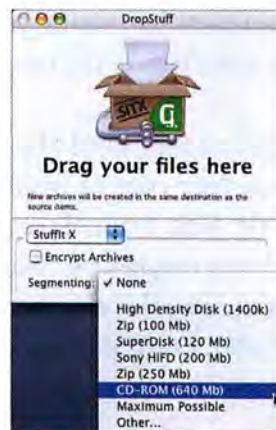 DropStuff
SITX
Drag your files here
New archives will be created in the same destination as the
source items.
StuffIt X
Encrypt Archives
Segmenting: ✓ None
High Density Disk (1400k)
Zip (100 Mb)
SuperDisk (120 Mb)
Sony HiFD (200 Mb)
Zip (250 Mb)
CD-ROM (640 Mb)
Maximum Possible
Other...